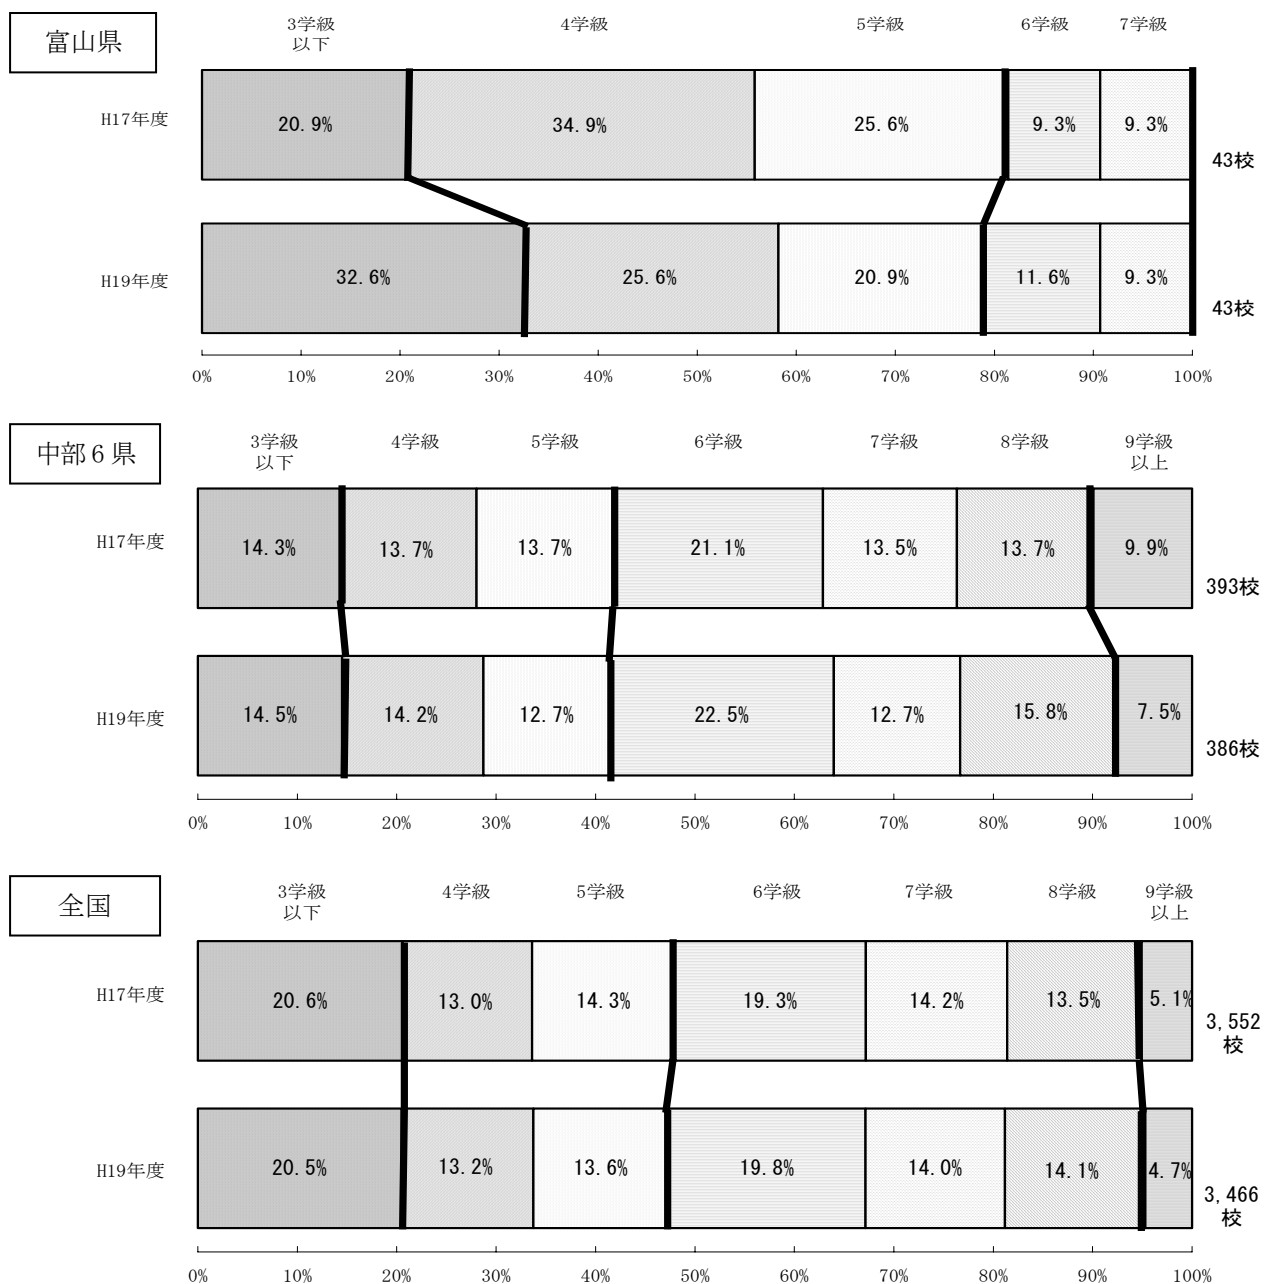 富山県
3学級
以下
4学級
5学級
6学級
7学級
H17年度
20.9%
34.9%
25.6%
9.3%
9.3%
43校
H19年度
32.6%
25.6%
20.9%
11.6%
9.3%
43校
0%
10%
20%
30%
40%
50%
60%
70%
80%
90%
100%
中部6県
3学級
以下
4学級
5学級
6学級
7学級
8学級
9学級
以上
H17年度
14.3%
13.7%
13.7%
21.1%
13.5%
13.7%
9.9%
393校
H19年度
14.5%
14.2%
12.7%
22.5%
12.7%
15.8%
7.5%
386校
0%
10%
20%
30%
40%
50%
60%
70%
80%
90%
100%
全国
3学級
以下
4学級
5学級
6学級
7学級
8学級
9学級
以上
H17年度
20.6%
13.0%
14.3%
19.3%
14.2%
13.5%
5.1%
3,552
校
H19年度
20.5%
13.2%
13.6%
19.8%
14.0%
14.1%
4.7%
3,466
校
0%
10%
20%
30%
40%
50%
60%
70%
80%
90%
100%